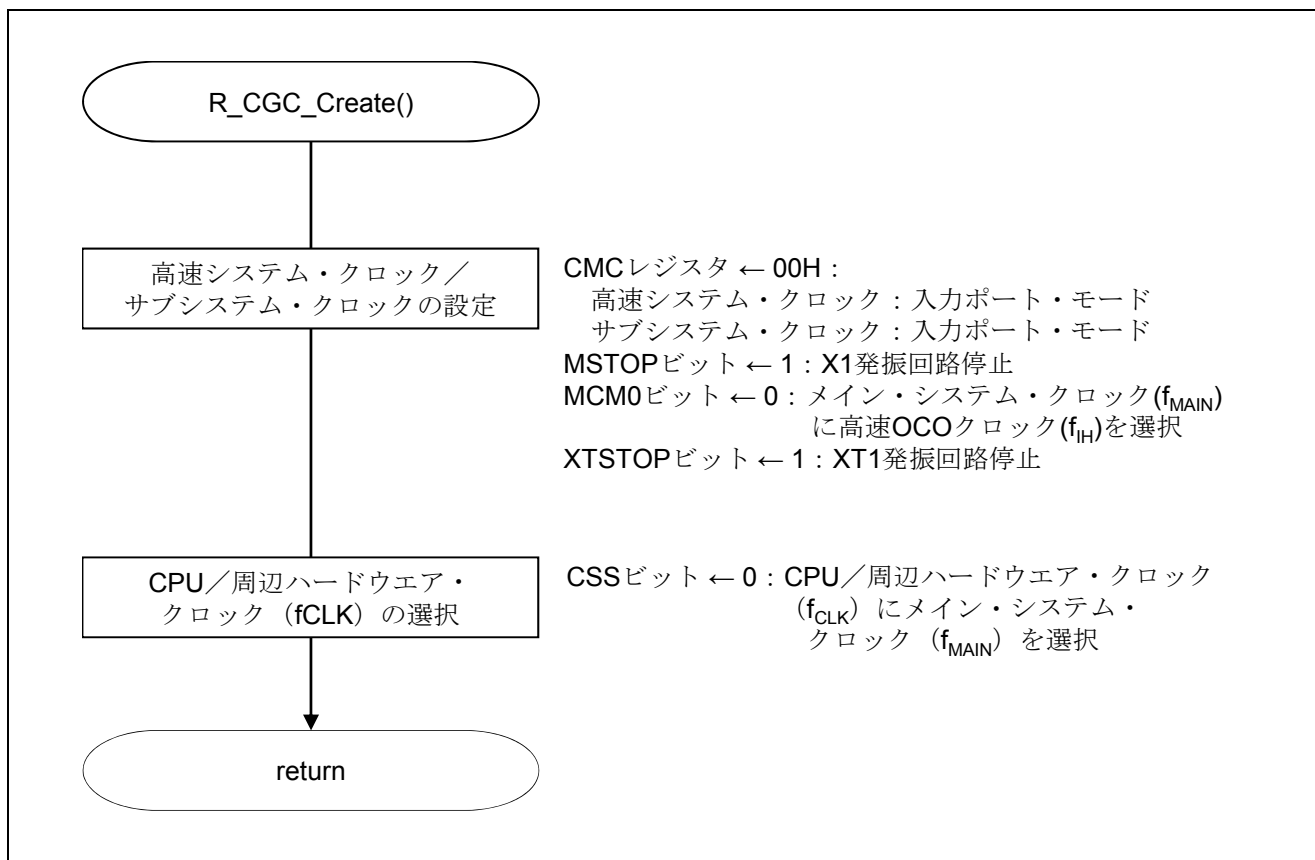 R_CGC_Create()
高速システム・クロック／
サブシステム・クロックの設定
CMCレジスタ ← 00H：
高速システム・クロック：入力ポート・モード
サブシステム・クロック：入力ポート・モード
MSTOPビット ← 1：X1発振回路停止
MCM0ビット ← 0：メイン・システム・クロック(fMAIN)
に高速OCOクロック(fIH)を選択
XTSTOPビット ← 1：XT1発振回路停止
CPU／周辺ハードウエア・
クロック（fCLK）の選択
CSSビット ← 0：CPU／周辺ハードウエア・クロック
（fCLK）にメイン・システム・
クロック（fMAIN）を選択
return